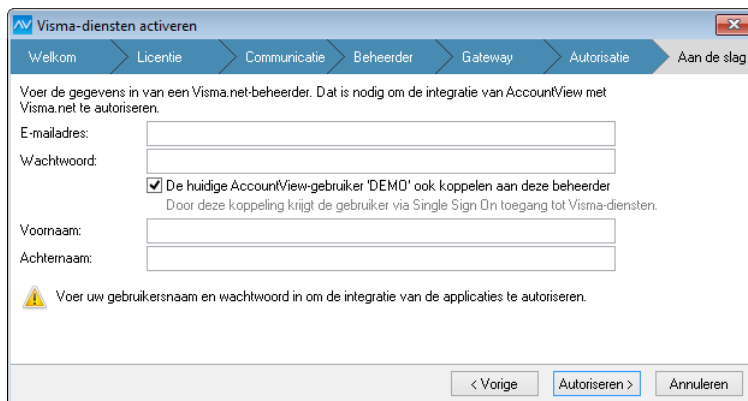 Visma-diensten activeren
Welkom Licentie Communicatie Beheerder Gateway Autorisatie Aan de slag
Voer de gegevens in van een Visma.net-beheerder. Dat is nodig om de integratie van AccountView met
Visma.net te autoriseren.
E-mailadres:
Wachtwoord:
De huidige AccountView-gebruiker 'DEMO' ook koppelen aan deze beheerder
Door deze koppeling krijgt de gebruiker via Single Sign On toegang tot Visma-diensten.
Voornaam:
Achternaam:
Voer uw gebruikersnaam en wachtwoord in om de integratie van de applicaties te autoriseren.
< Vorige Autoriseren > Annuleren